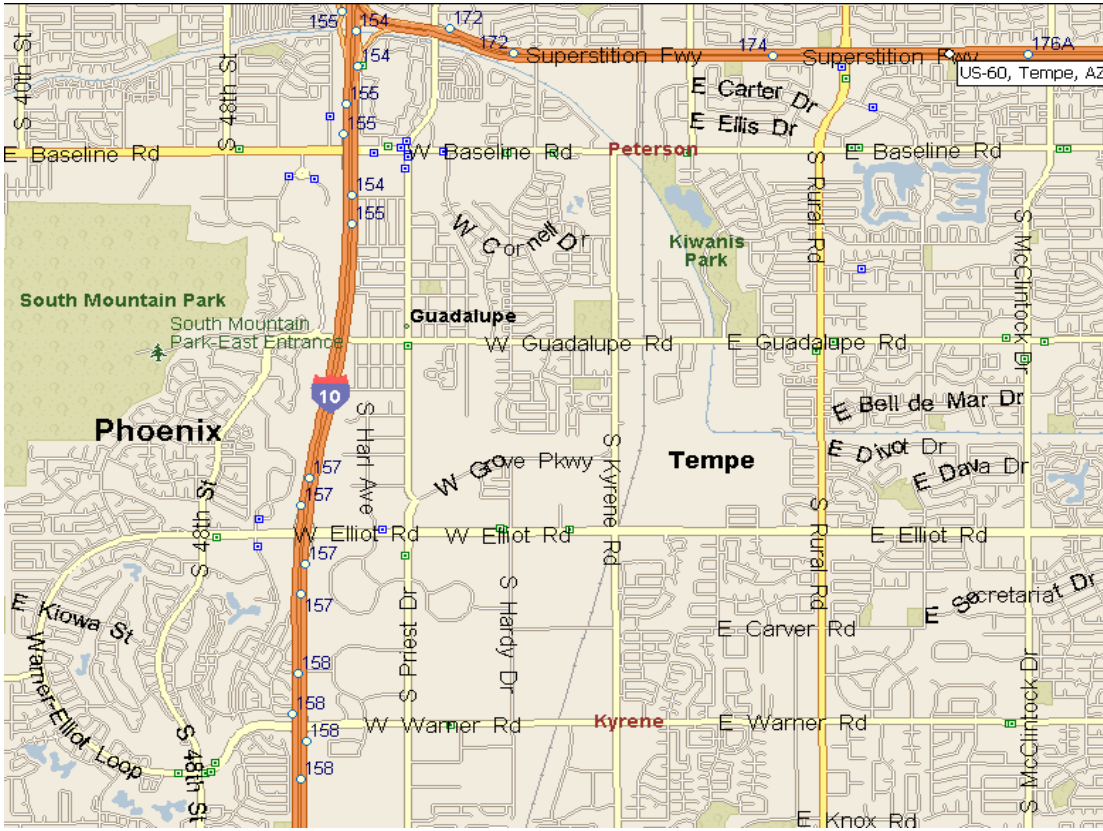 155
154
172
172
Superstition Fwy
174
Superstition Fwy
176A
US-60, Tempe, AZ
S 40th St
S 48th St
154
155
155
E Carter Dr
E Ellis Dr
E Baseline Rd
W Baseline Rd
Peterson
E Baseline Rd
154
155
W Cornell Dr
Kiwanis
Park
S Rural Rd
S McClintock Dr
South Mountain Park
South Mountain
Park-East Entrance
Guadalupe
W Guadalupe Rd
E Guadalupe Rd
10
Phoenix
S Harl Ave
E Bell de Mar Dr
E Divot Dr
E Dava Dr
W Grove Pkwy
S Kyrene Rd
Tempe
157
157
S 48th St
W Elliot Rd
W Elliot Rd
S Rural Rd
E Elliot Rd
157
157
E Kiowa St
S Priest Dr
S Hardy Dr
E Secretariat Dr
E Carver Rd
Warner-Elliot Loop
158
158
158
158
W Warner Rd
Kyrene
E Warner Rd
S McClintock Dr
S 48th St
E Knox Rd